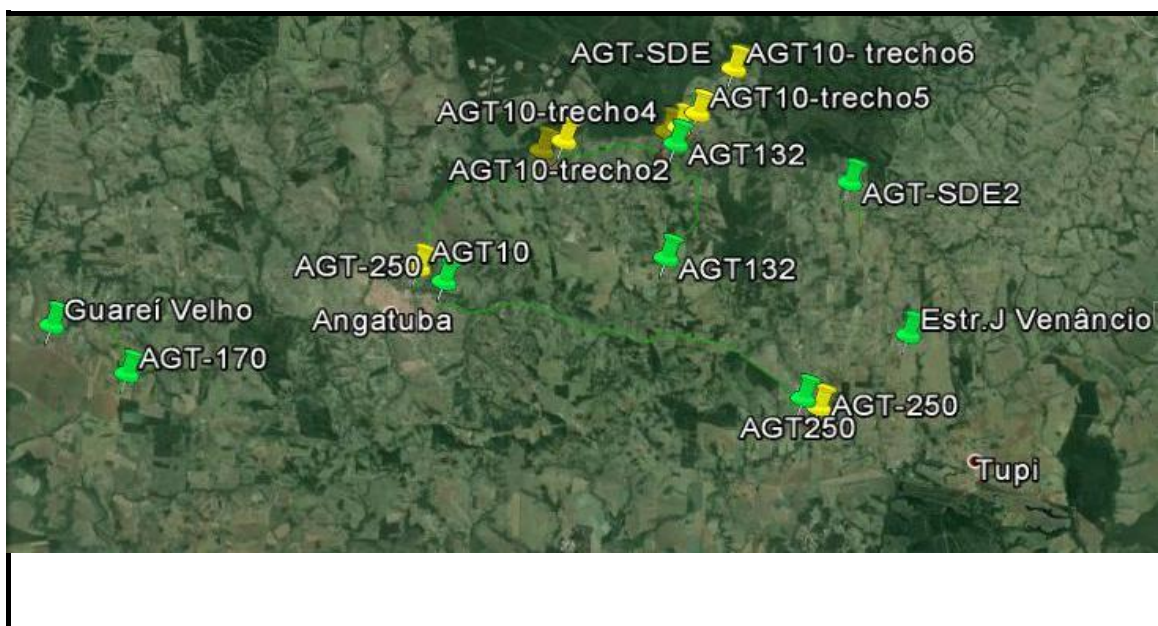 AGT-SDE
AGT10- trecho6
AGT10-trecho5
AGT10-trecho4
AGT132
AGT10-trecho2
AGT-SDE2
AGT10
AGT-250
AGT132
Guareí Velho
Angatuba
Estr.J Venâncio
AGT-170
AGT-250
AGT250
Tupi